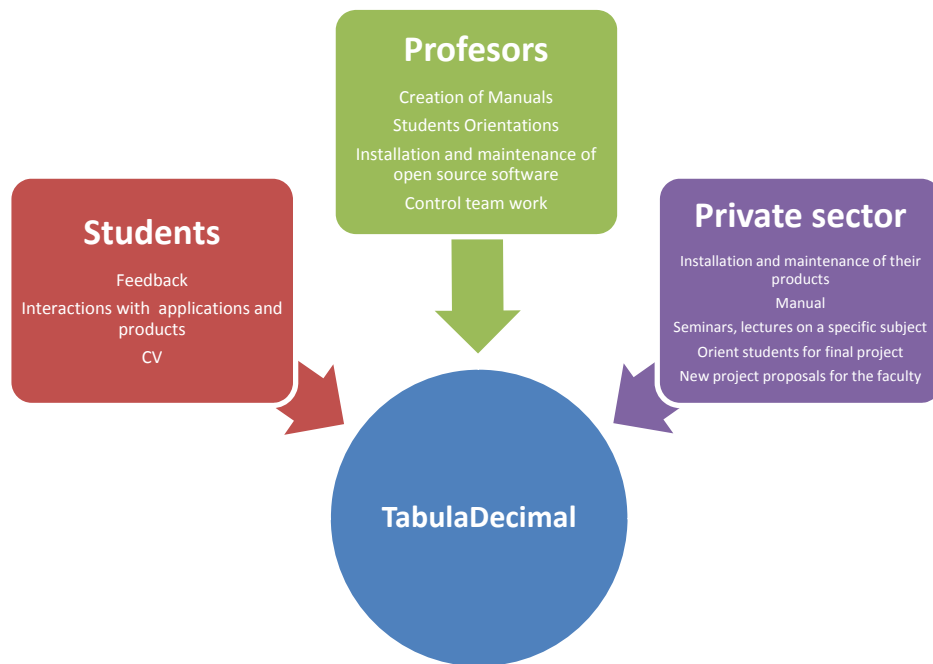 Profesors
Creation of Manuals
Students Orientations
Installation and maintenance of
open source software
Control team work
Students
Feedback
Interactions with applications and
products
CV
Private sector
Installation and maintenance of their
products
Manual
Seminars, lectures on a specific subject
Orient students for final project
New project proposals for the faculty
TabulaDecimal